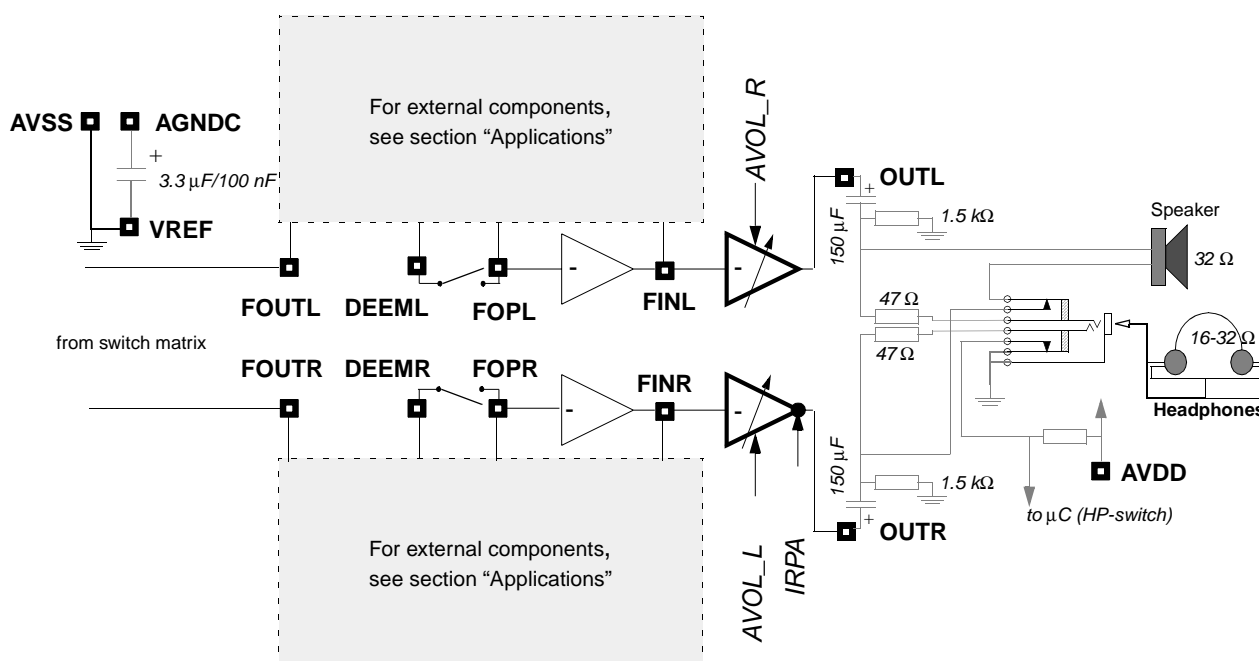 For external components,
see section “Applications”
AVOL_R
AVSS
AGNDC
+
3.3 µF/100 nF
VREF
OUTL
+
1.5 kΩ
150 µF
Speaker
32 Ω
-
-
FOUTL
DEEML
FOPL
FINL
47 Ω
47 Ω
16-32 Ω
from switch matrix
FOUTR
DEEMR
FOPR
FINR
-
-
Headphones
150 µF
1.5 kΩ
AVDD
to µC (HP-switch)
+
OUTR
For external components,
see section “Applications”
AVOL_L
IRPA